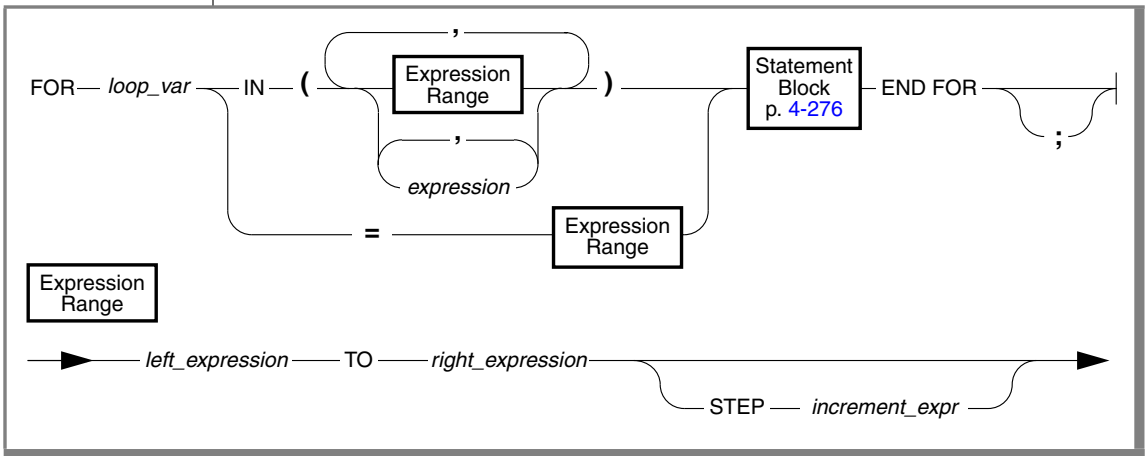 ,
FOR loop_var IN ( Expression Range ) Statement Block p. 4-276 END FOR
;
,
expression
= Expression Range
Expression
Range
left_expression TO right_expression
STEP increment_expr